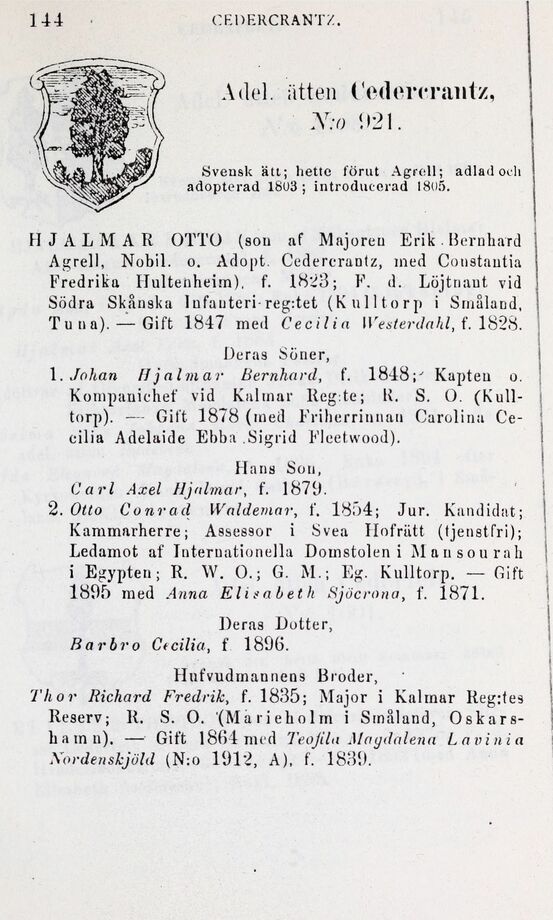 144
CEDERCRANTZ.
Adel. ätten Cedercrantz,
N:o 921.
Svensk ätt; hette förut Agrell; adlad och
adopterad 1803; introducerad 1805.
HJALMAR OTTO (son af Majoren Erik Bernhard
Agrell, Nobil. o. Adopt. Cedercrantz, med Constantia
Fredrika Hultenheim), f. 1823; F. d. Löjtnant vid
Södra Skånska Infanteri-reg:tet (Kulltorp i Småland,
Tuna). — Gift 1847 med Cecilia Westerdahl, f. 1828.
Deras Söner,
1. Johan Hjalmar Bernhard, f. 1848; Kapten o.
Kompanichef vid Kalmar Reg:te; R. S. O. (Kull-
torp). — Gift 1878 (med Friherrinnan Carolina Ce-
cilia Adelaide Ebba Sigrid Fleetwood).
Hans Son,
Carl Axel Hjalmar, f. 1879.
2. Otto Conrad Waldemar, f. 1854; Jur. Kandidat;
Kammarherre; Assessor i Svea Hofrätt (tjenstfri);
Ledamot af Internationella Domstolen i Mansourah
i Egypten; R. W. O.; G. M.; Eg. Kulltorp. — Gift
1895 med Anna Elisabeth Sjöcrona, f. 1871.
Deras Dotter,
Barbro Cecilia, f 1896.
Hufvudmannens Broder,
Thor Richard Fredrik, f. 1835; Major i Kalmar Reg:tes
Reserv; R. S. O. (Marieholm i Småland, Oskars-
hamn). — Gift 1864 med Teofila Magdalena Lavinia
Nordenskjöld (N:o 1912, A), f. 1839.